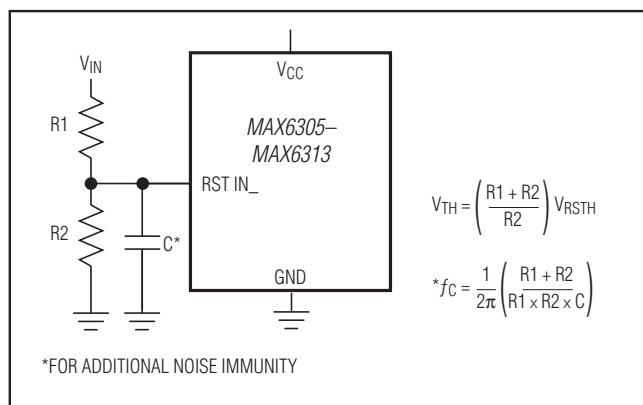 VIN
VCC
R1
MAX6305–
MAX6313
RST IN_
R2
C*
GND
VTH = ( R1 + R2 / R2 ) VRSTH
*fC = 1 / 2π ( R1 + R2 / R1 x R2 x C )
*FOR ADDITIONAL NOISE IMMUNITY